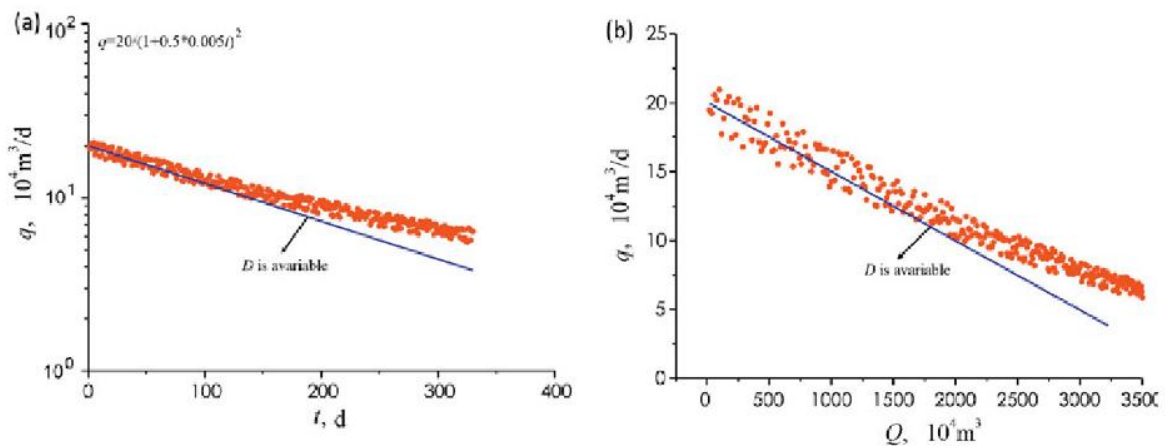 (a)
10²
q=20*(1+0.5*0.005t)²
q, 10⁴m³/d
10¹
D is avariable
10⁰
0 100 200 300 400
t, d
(b)
25
20
15
q, 10⁴m³/d
10
D is avariable
5
0
0 500 1000 1500 2000 2500 3000 3500
Q, 10⁴m³